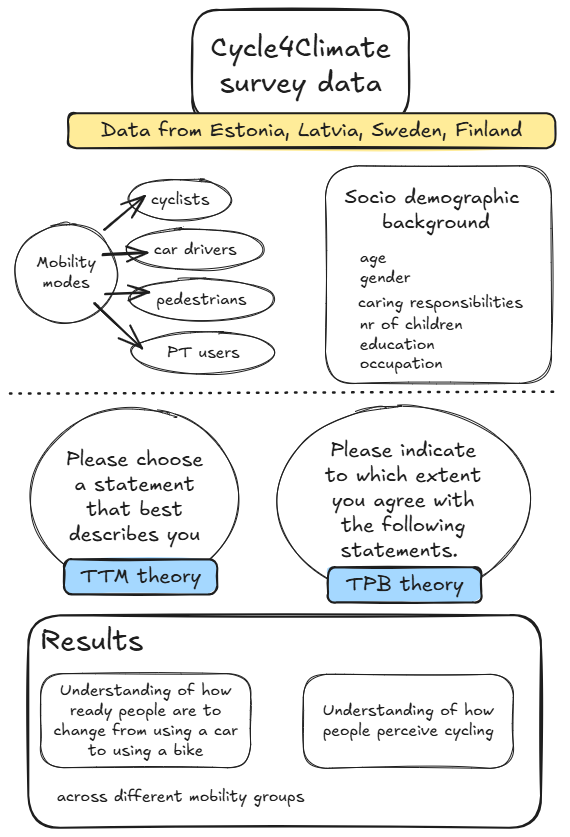 Cycle4Climate
survey data
Data from Estonia, Latvia, Sweden, Finland
Mobility
modes
cyclists
car drivers
pedestrians
PT users
Socio demographic
background
age
gender
caring responsibilities
nr of children
education
occupation
Please choose
a statement
that best
describes you
TTM theory
Please indicate
to which extent
you agree with
the following
statements.
TPB theory
Results
Understanding of how
ready people are to
change from using a car
to using a bike
Understanding of how
people perceive cycling
across different mobility groups